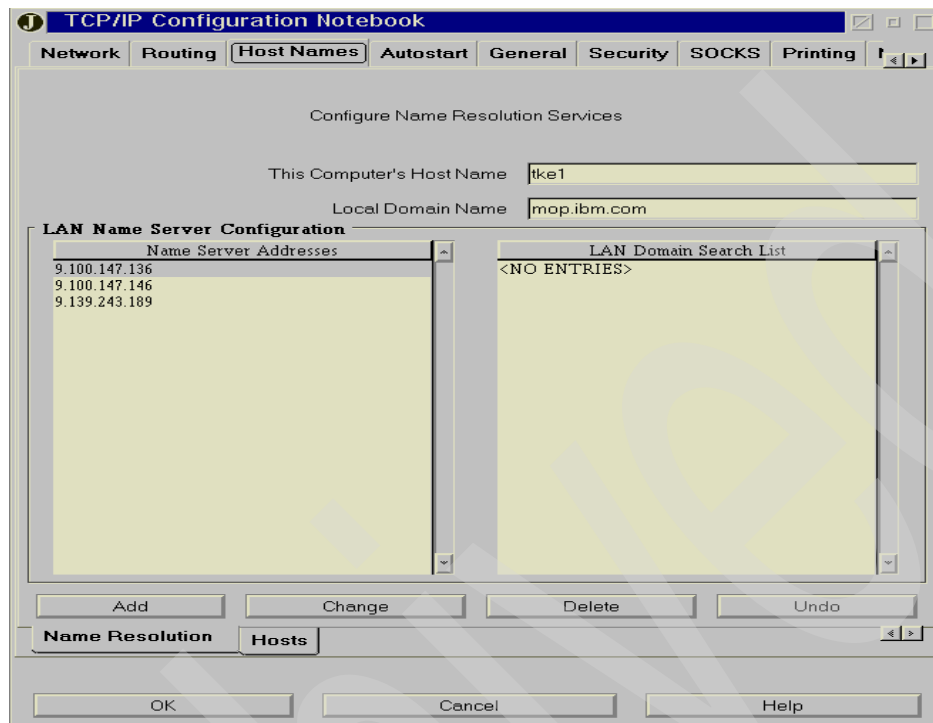 TCP/IP Configuration Notebook
Network Routing Host Names Autostart General Security SOCKS Printing
Configure Name Resolution Services
This Computer's Host Name tke1
Local Domain Name mop.ibm.com
LAN Name Server Configuration
Name Server Addresses
9.100.147.136
9.100.147.146
9.139.243.189
LAN Domain Search List
<NO ENTRIES>
Add Change Delete Undo
Name Resolution Hosts
OK Cancel Help